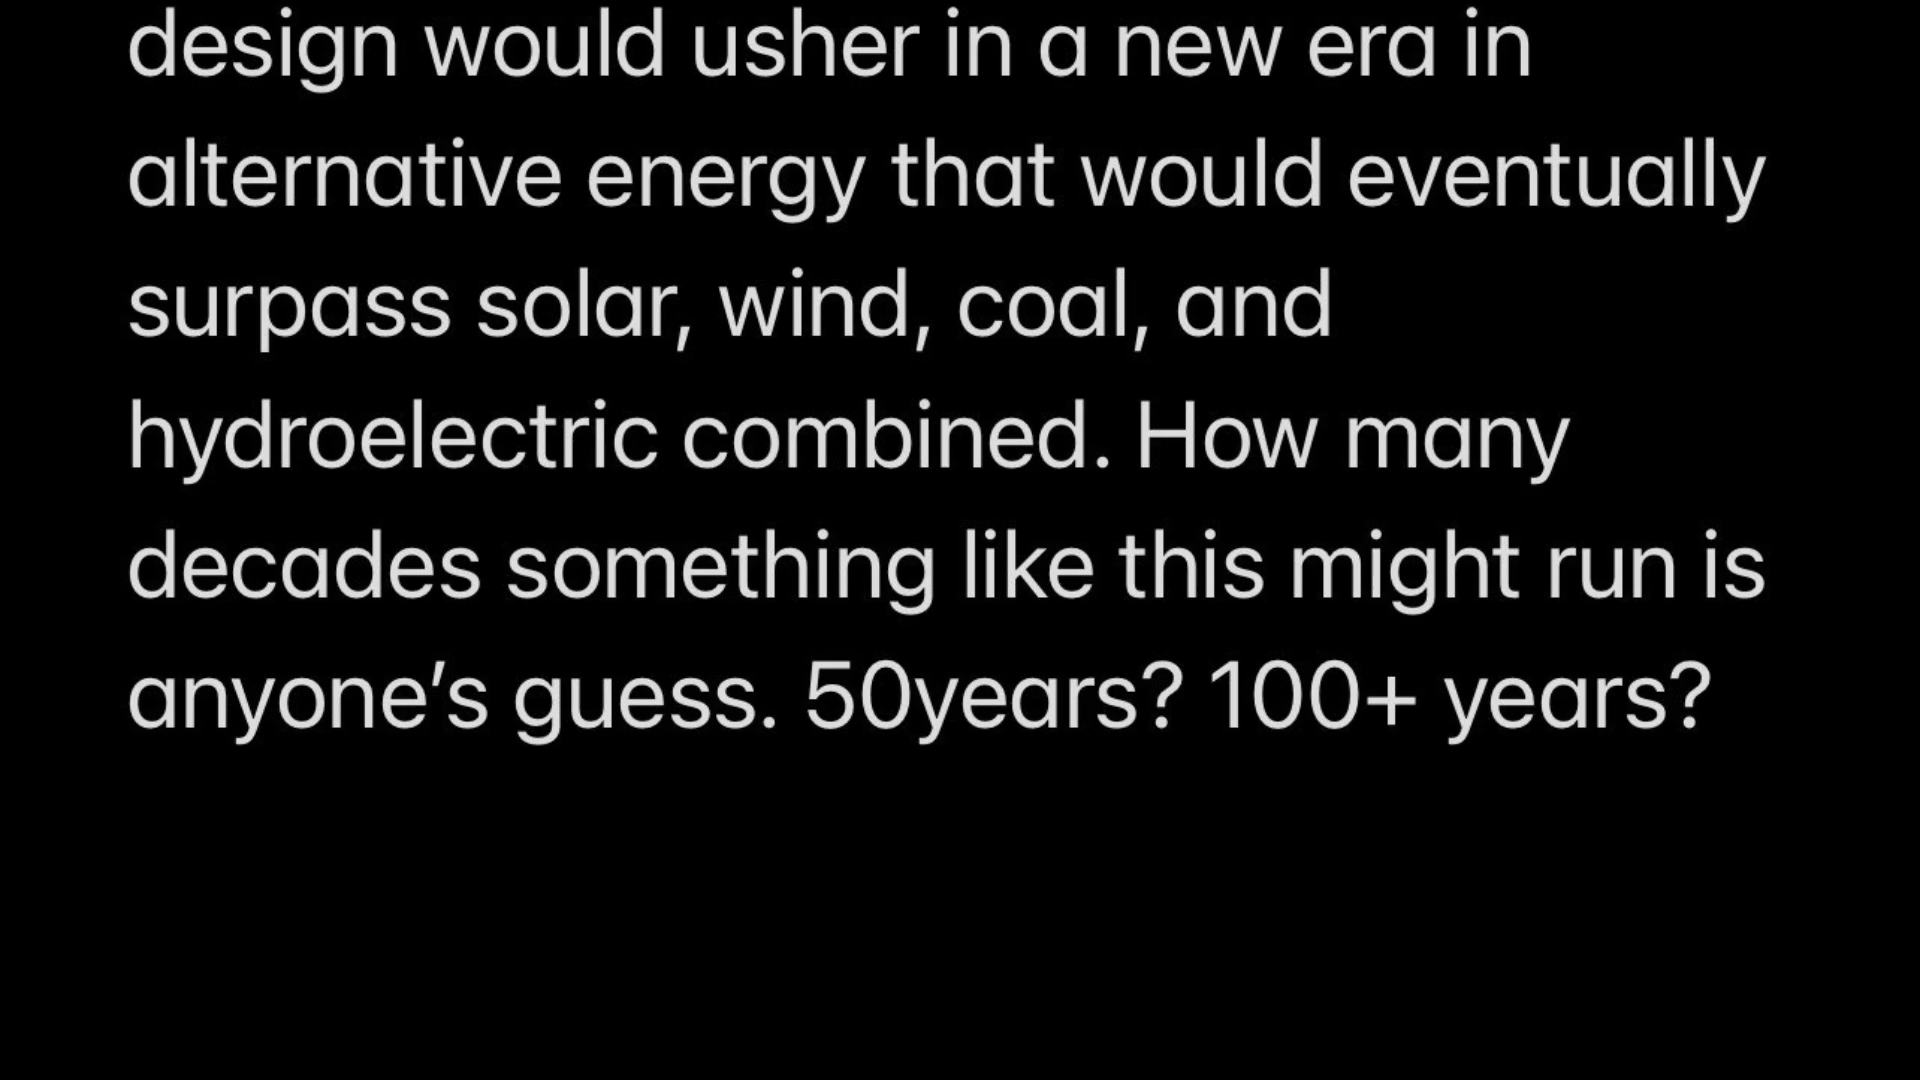 design would usher in a new era in
alternative energy that would eventually
surpass solar, wind, coal, and
hydroelectric combined. How many
decades something like this might run is
anyone’s guess. 50years? 100+ years?